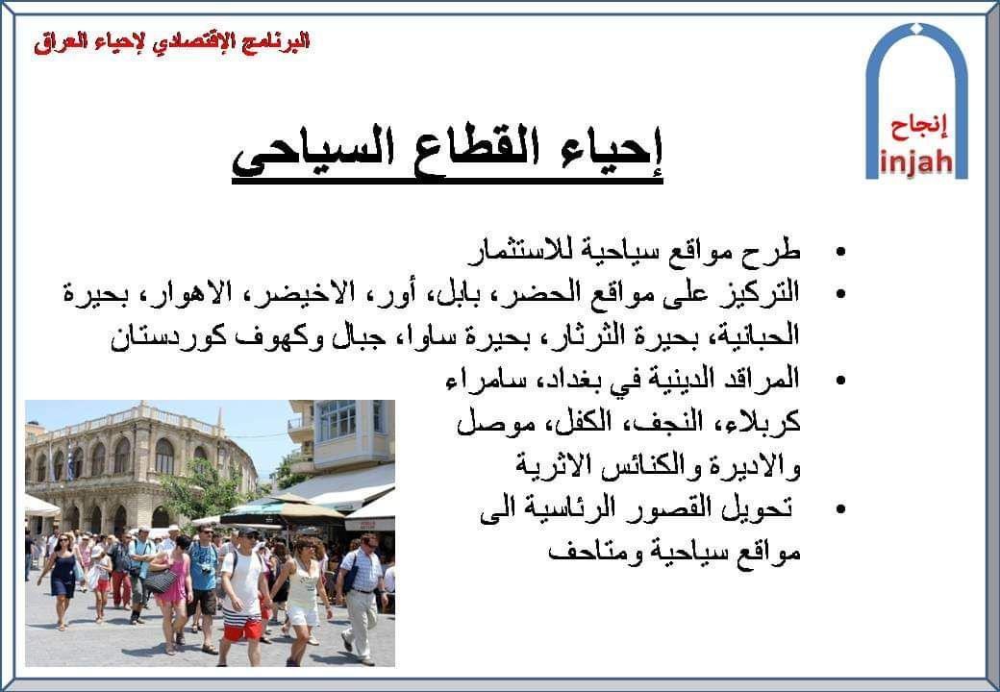 البرنامج الإقتصادي لإحياء العراق
إنجاح
injah
إحياء القطاع السياحي
• طرح مواقع سياحية للاستثمار
• التركيز على مواقع الحضر، بابل، أور، الاخيضر، الاهوار، بحيرة
الحبانية، بحيرة الثرثار، بحيرة ساوا، جبال وكهوف كوردستان
• المراقد الدينية في بغداد، سامراء
كربلاء، النجف، الكفل، موصل
والاديرة والكنائس الاثرية
• تحويل القصور الرئاسية الى
مواقع سياحية ومتاحف